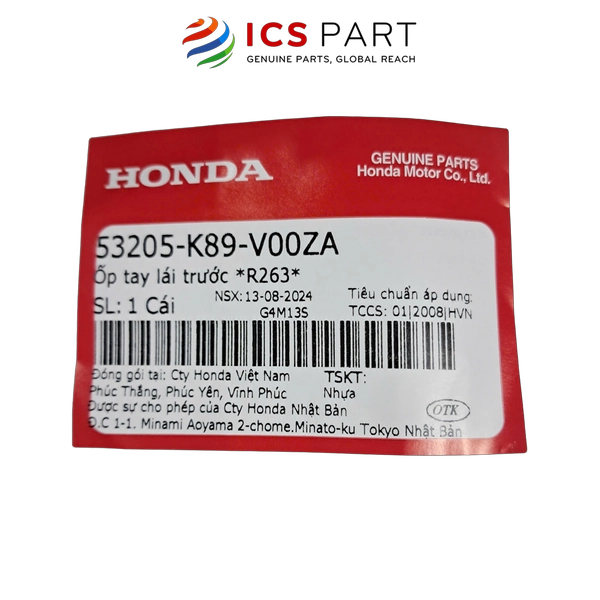 ICS PART
GENUINE PARTS, GLOBAL REACH
HONDA
GENUINE PARTS
Honda Motor Co., Ltd.
53205-K89-V00ZA
Ốp tay lái trước *R263*
SL: 1 Cái
NSX: 13-08-2024
G4M13S
Tiêu chuẩn áp dụng:
TCCS: 01|2008|HVN
Đóng gói tại: Cty Honda Việt Nam
Phúc Thắng, Phúc Yên, Vĩnh Phúc
TSKT:
Nhựa
Được sự cho phép của Cty Honda Nhật Bản
Đ.C 1-1. Minami Aoyama 2-chome.Minato-ku Tokyo Nhật Bản
OTK